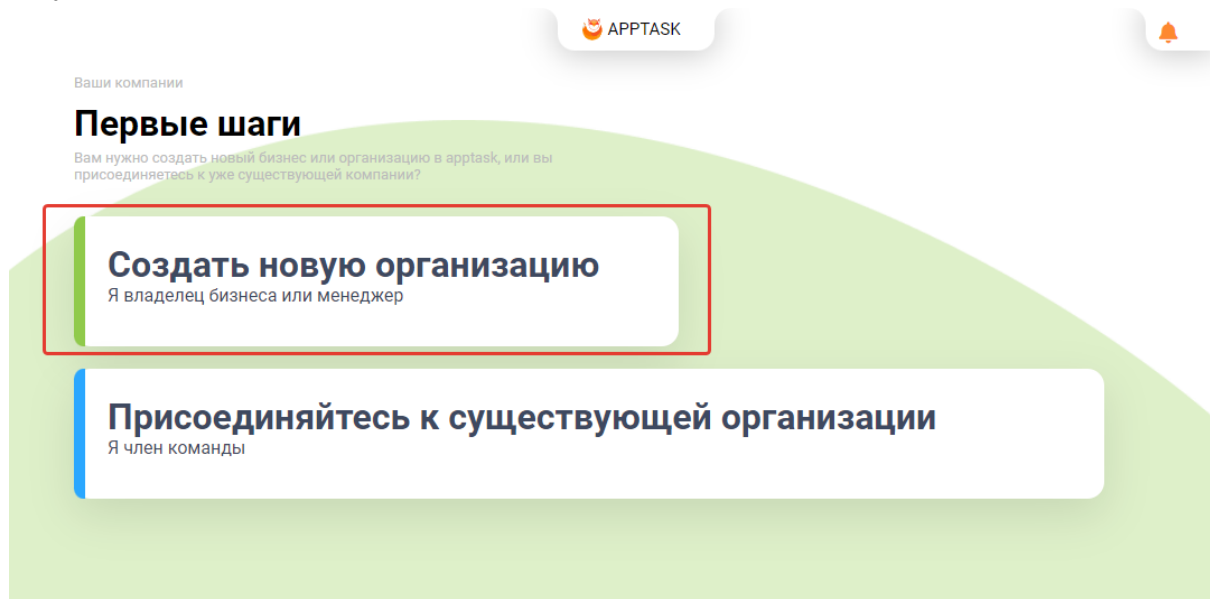 APPTASK
Ваши компании
Первые шаги
Вам нужно создать новый бизнес или организацию в apptask, или вы
присоединяетесь к уже существующей компании?
Создать новую организацию
Я владелец бизнеса или менеджер
Присоединяйтесь к существующей организации
Я член команды